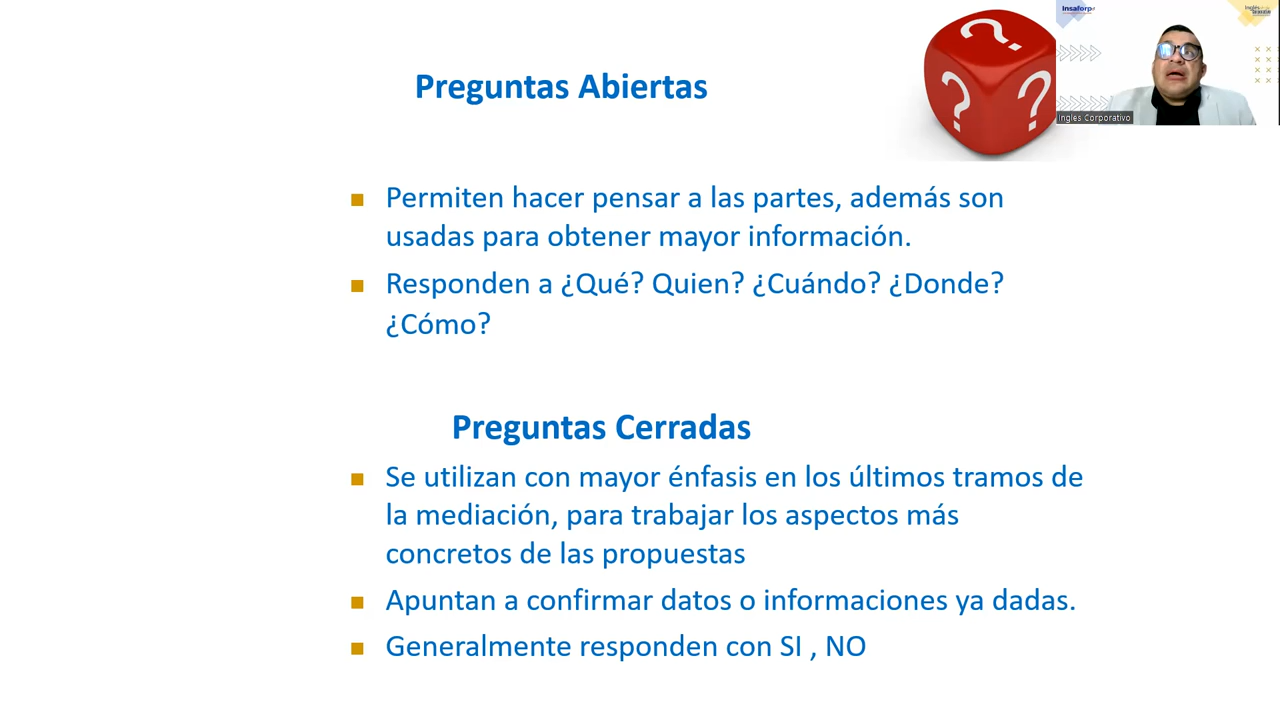 Preguntas Abiertas
Permiten hacer pensar a las partes, además son
usadas para obtener mayor información.
Responden a ¿Qué? Quien? ¿Cuándo? ¿Donde?
¿Cómo?
Preguntas Cerradas
Se utilizan con mayor énfasis en los últimos tramos de
la mediación, para trabajar los aspectos más
concretos de las propuestas
Apuntan a confirmar datos o informaciones ya dadas.
Generalmente responden con SI , NO
? ? ?
Insaforp
Ingles Corporativo